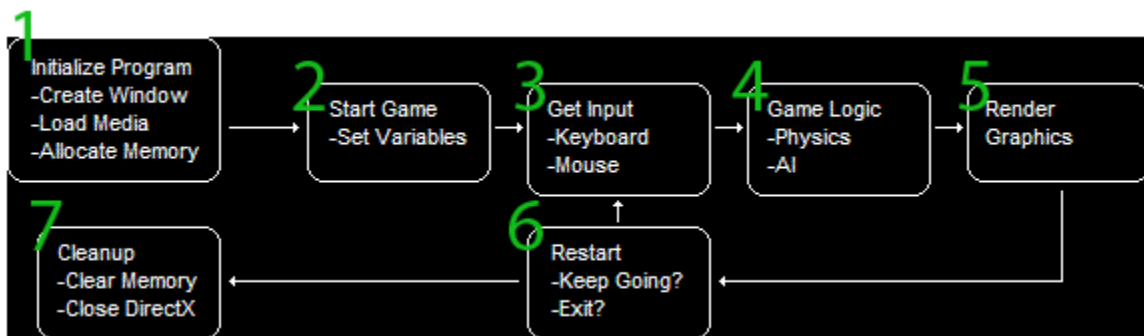 1
Initialize Program
-Create Window
-Load Media
-Allocate Memory
2
Start Game
-Set Variables
3
Get Input
-Keyboard
-Mouse
4
Game Logic
-Physics
-AI
5
Render
Graphics
6
Restart
-Keep Going?
-Exit?
7
Cleanup
-Clear Memory
-Close DirectX